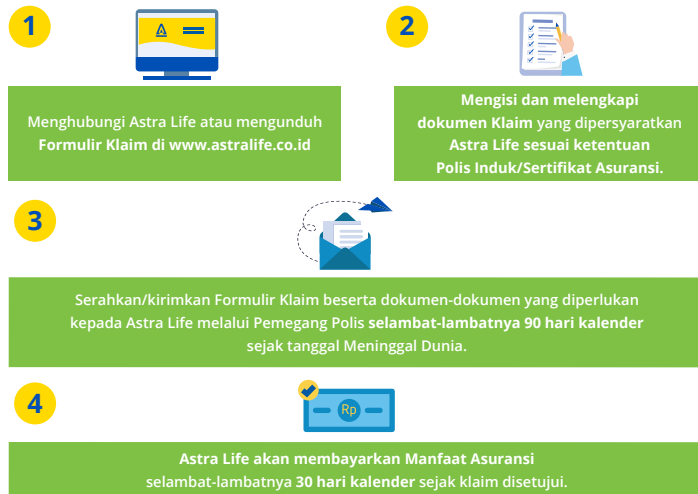 1
Menghubungi Astra Life atau mengunduh
Formulir Klaim di www.astralife.co.id
2
Mengisi dan melengkapi
dokumen Klaim yang dipersyaratkan
Astra Life sesuai ketentuan
Polis Induk/Sertifikat Asuransi.
3
Serahkan/kirimkan Formulir Klaim beserta dokumen-dokumen yang diperlukan
kepada Astra Life melalui Pemegang Polis selambat-lambatnya 90 hari kalender
sejak tanggal Meninggal Dunia.
4
Rp
Astra Life akan membayarkan Manfaat Asuransi
selambat-lambatnya 30 hari kalender sejak klaim disetujui.